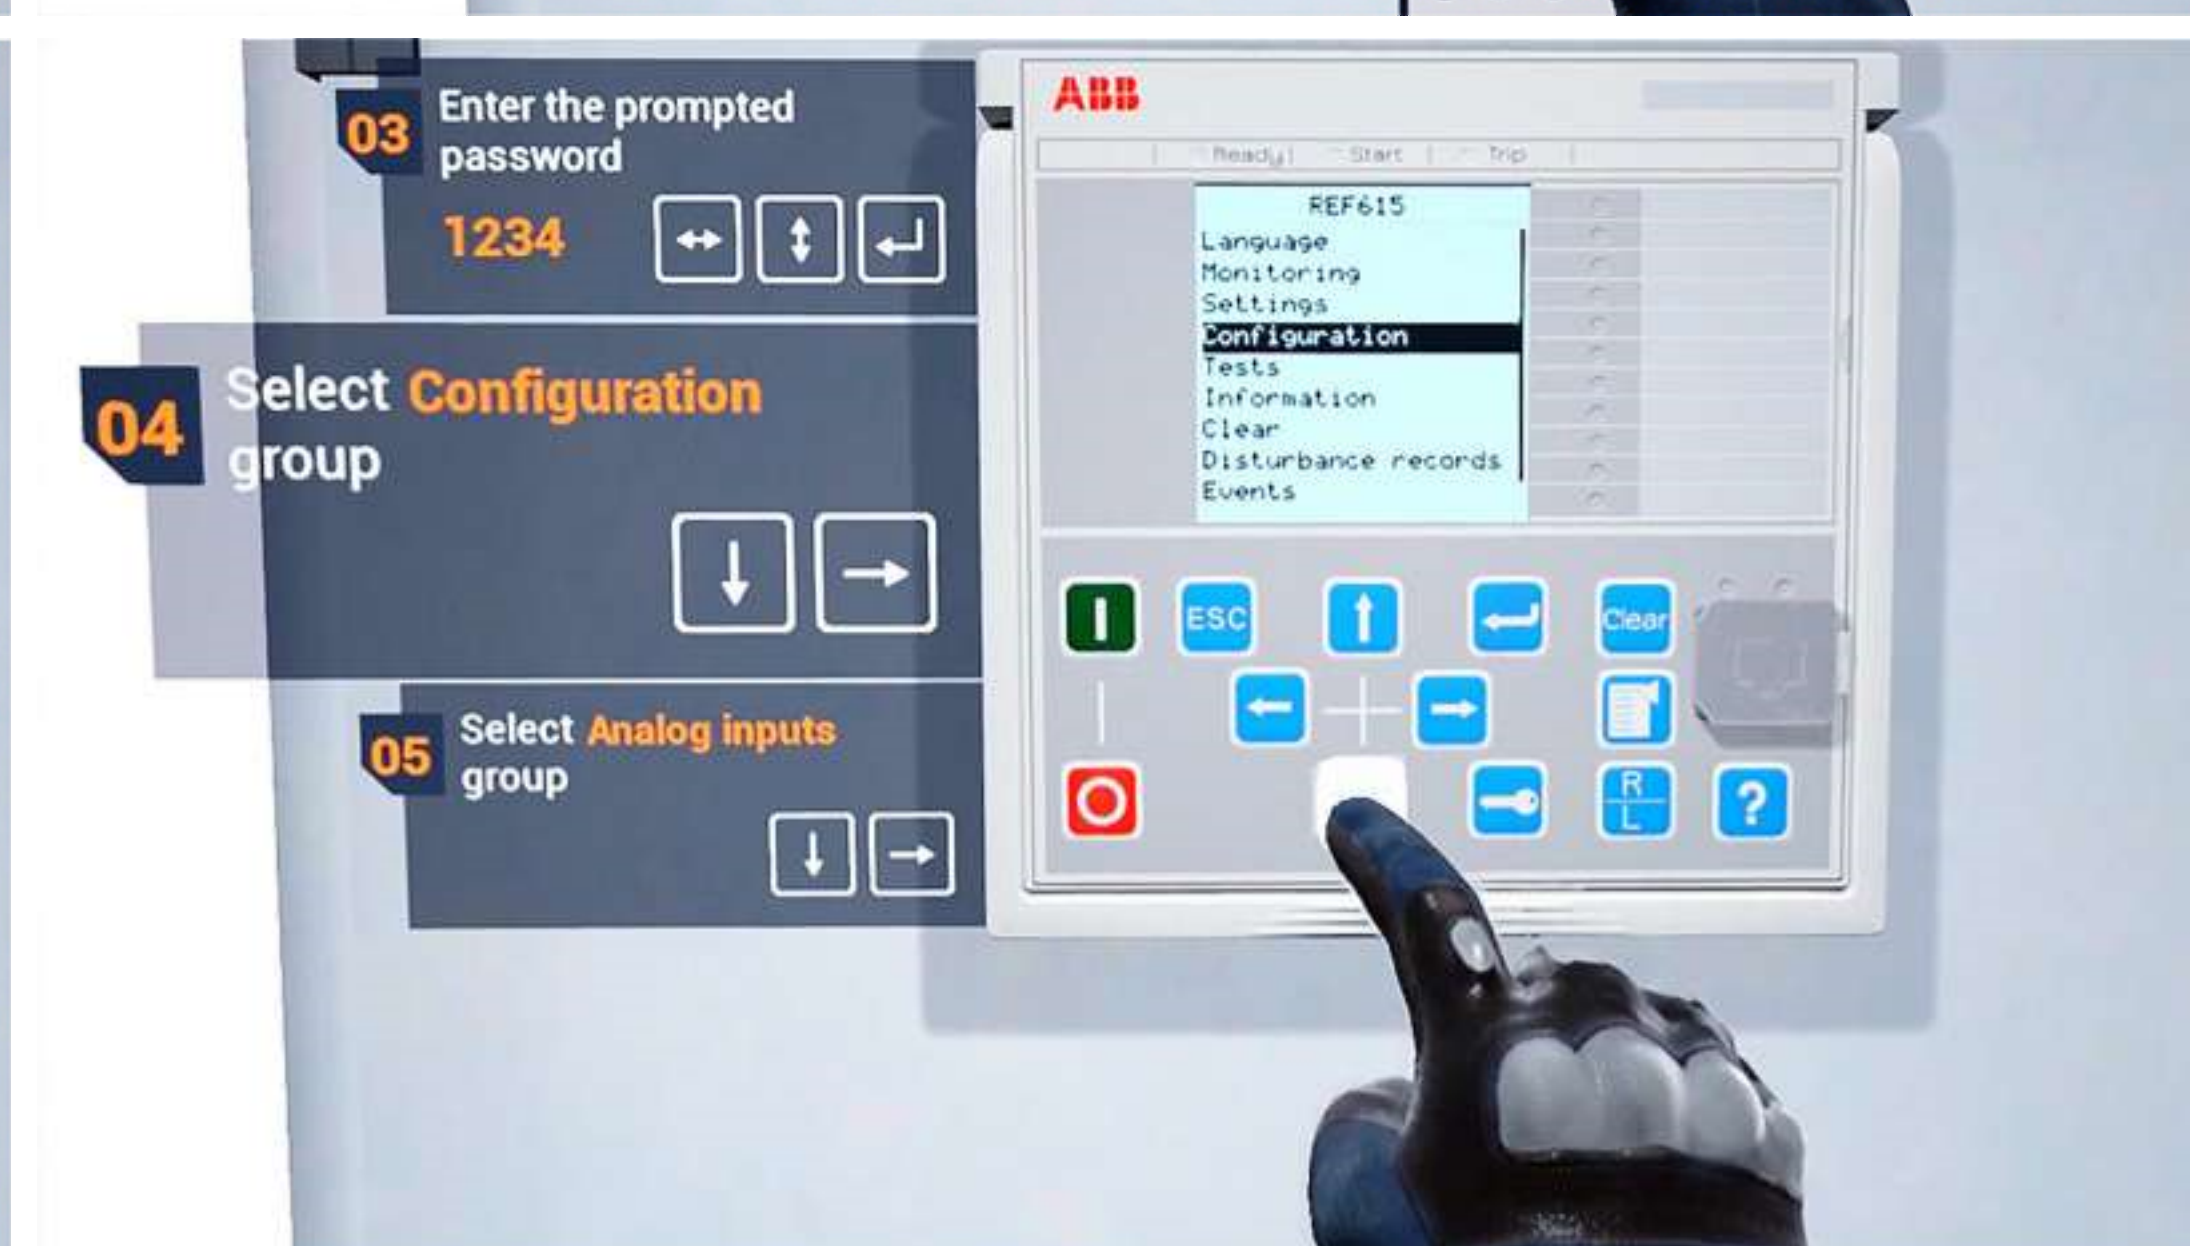 03
Enter the prompted
password
1234
04
Select Configuration
group
05
Select Analog inputs
group
ABB
Ready Start Trip
REF615
Language
Monitoring
Settings
Configuration
Tests
Information
Clear
Disturbance records
Events
ESC
Clear
R
L
?